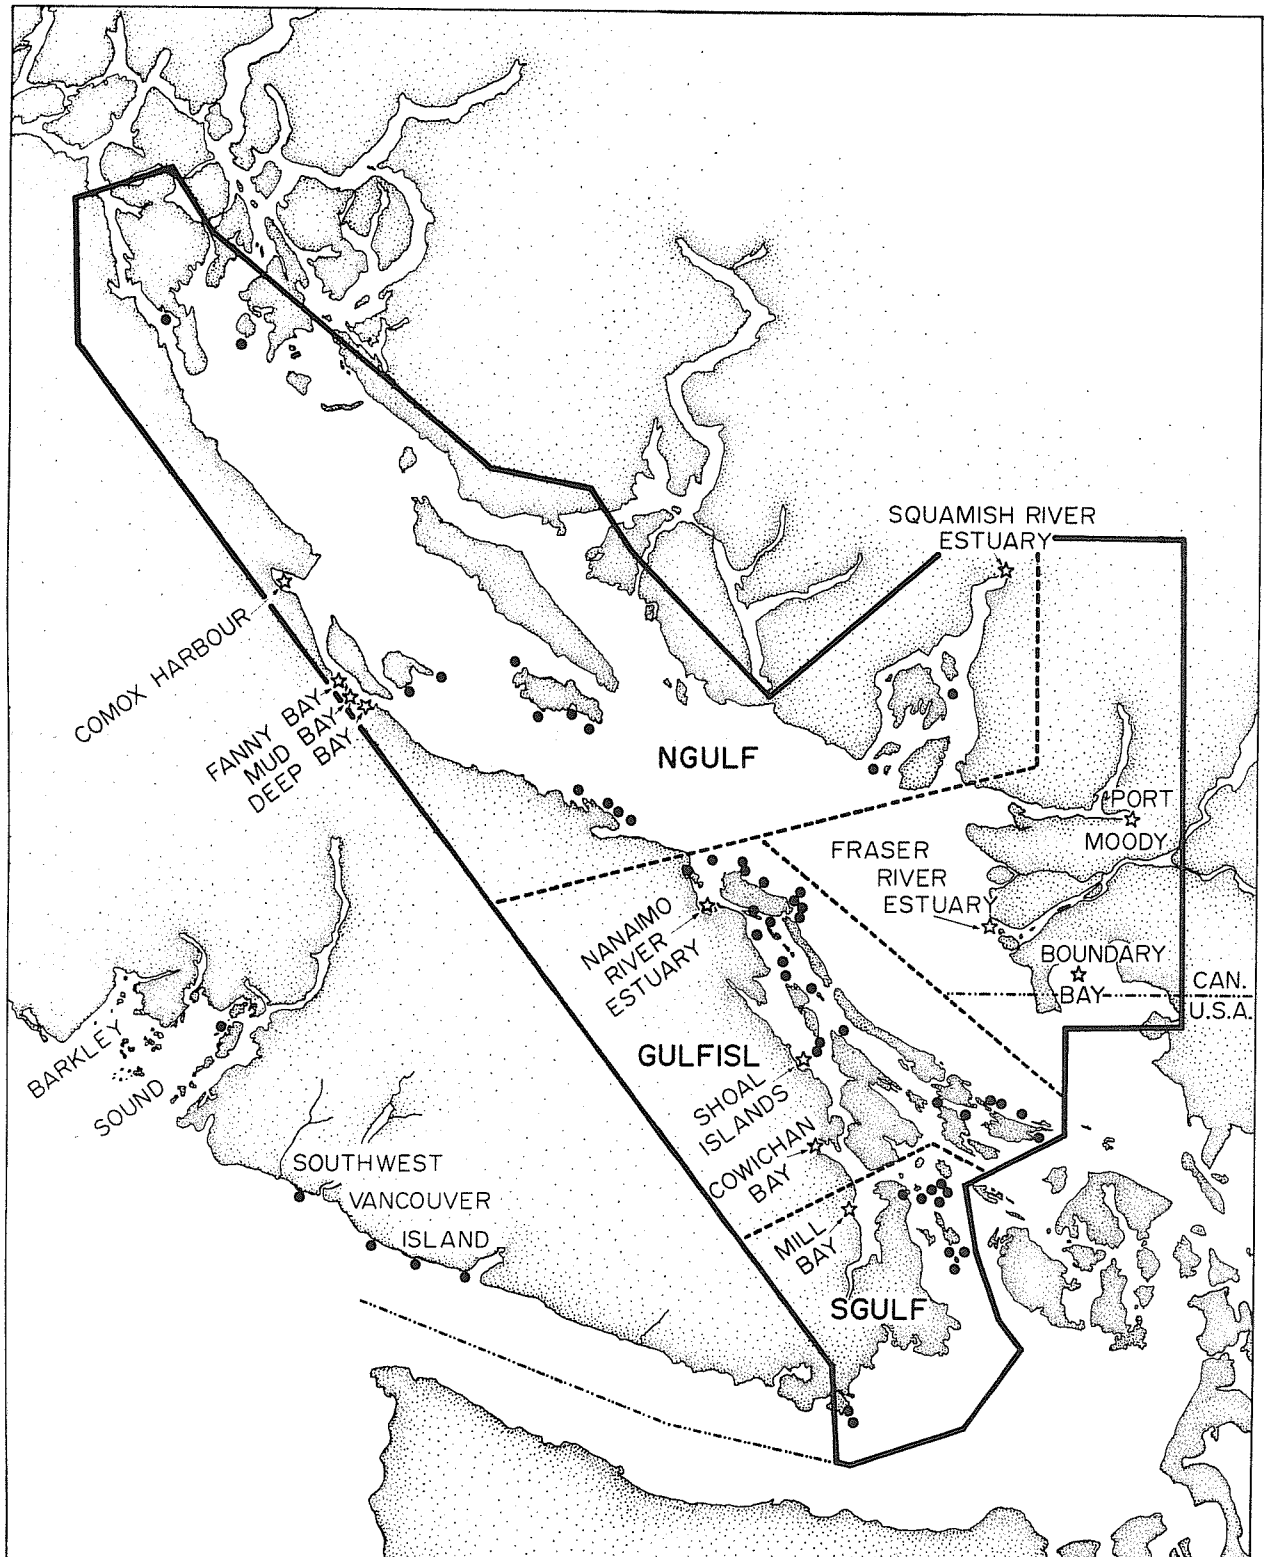 SQUAMISH RIVER
ESTUARY
COMOX HARBOUR
FANNY BAY
MUD BAY
DEEP BAY
NGULF
PORT
MOODY
FRASER
RIVER
ESTUARY
NANAIMO
RIVER
ESTUARY
BOUNDARY
BAY
CAN.
U.S.A.
BARKLEY
SOUND
GULFISL
SHOAL
ISLANDS
COWICHAN
BAY
SOUTHWEST
VANCOUVER
ISLAND
MILL
BAY
SGULF